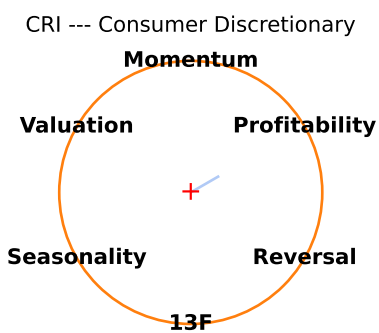 CRI --- Consumer Discretionary
Momentum
Valuation
Profitability
Seasonality
Reversal
13F